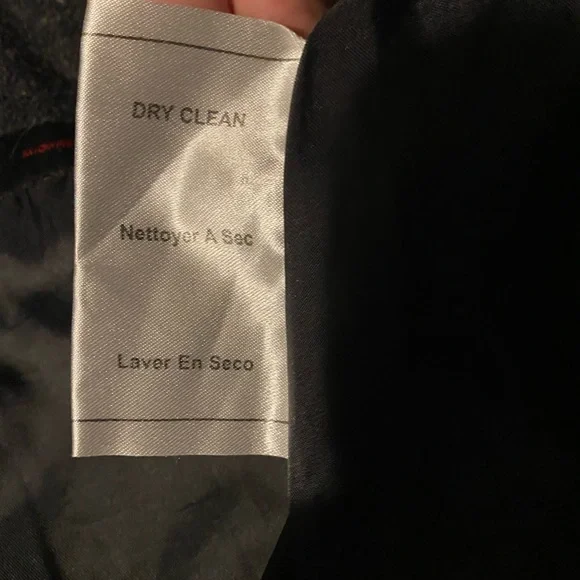 DRY CLEAN
Nettoyer A Sec
Laver En Seco